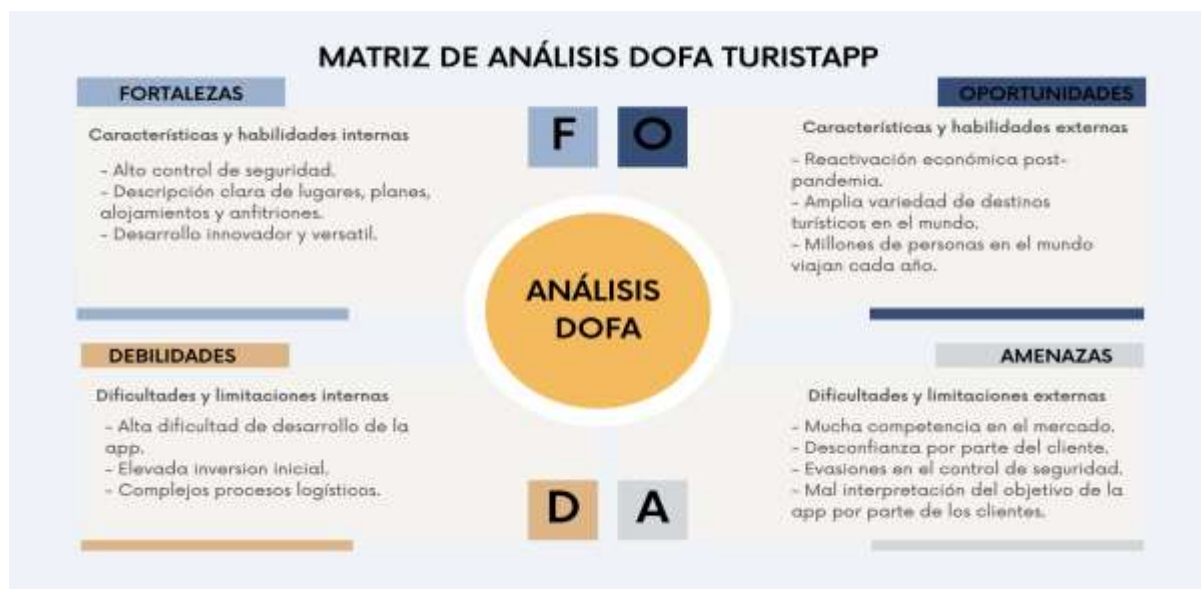 MATRIZ DE ANÁLISIS DOFA TURISTAPP
FORTALEZAS
Características y habilidades internas
- Alto control de seguridad.
- Descripción clara de lugares, planes,
alojamientos y anfitriones.
- Desarrollo innovador y versatil.
F O
OPORTUNIDADES
Características y habilidades externas
- Reactivación económica post-
pandemia.
- Amplia variedad de destinos
turísticos en el mundo.
- Millones de personas en el mundo
viajan cada año.
ANÁLISIS
DOFA
DEBILIDADES
Dificultades y limitaciones internas
- Alta dificultad de desarrollo de la
app.
- Elevada inversion inicial.
- Complejos procesos logísticos.
D A
AMENAZAS
Dificultades y limitaciones externas
- Mucha competencia en el mercado.
- Desconfianza por parte del cliente.
- Evasiones en el control de seguridad.
- Mal interpretación del objetivo de la
app por parte de los clientes.